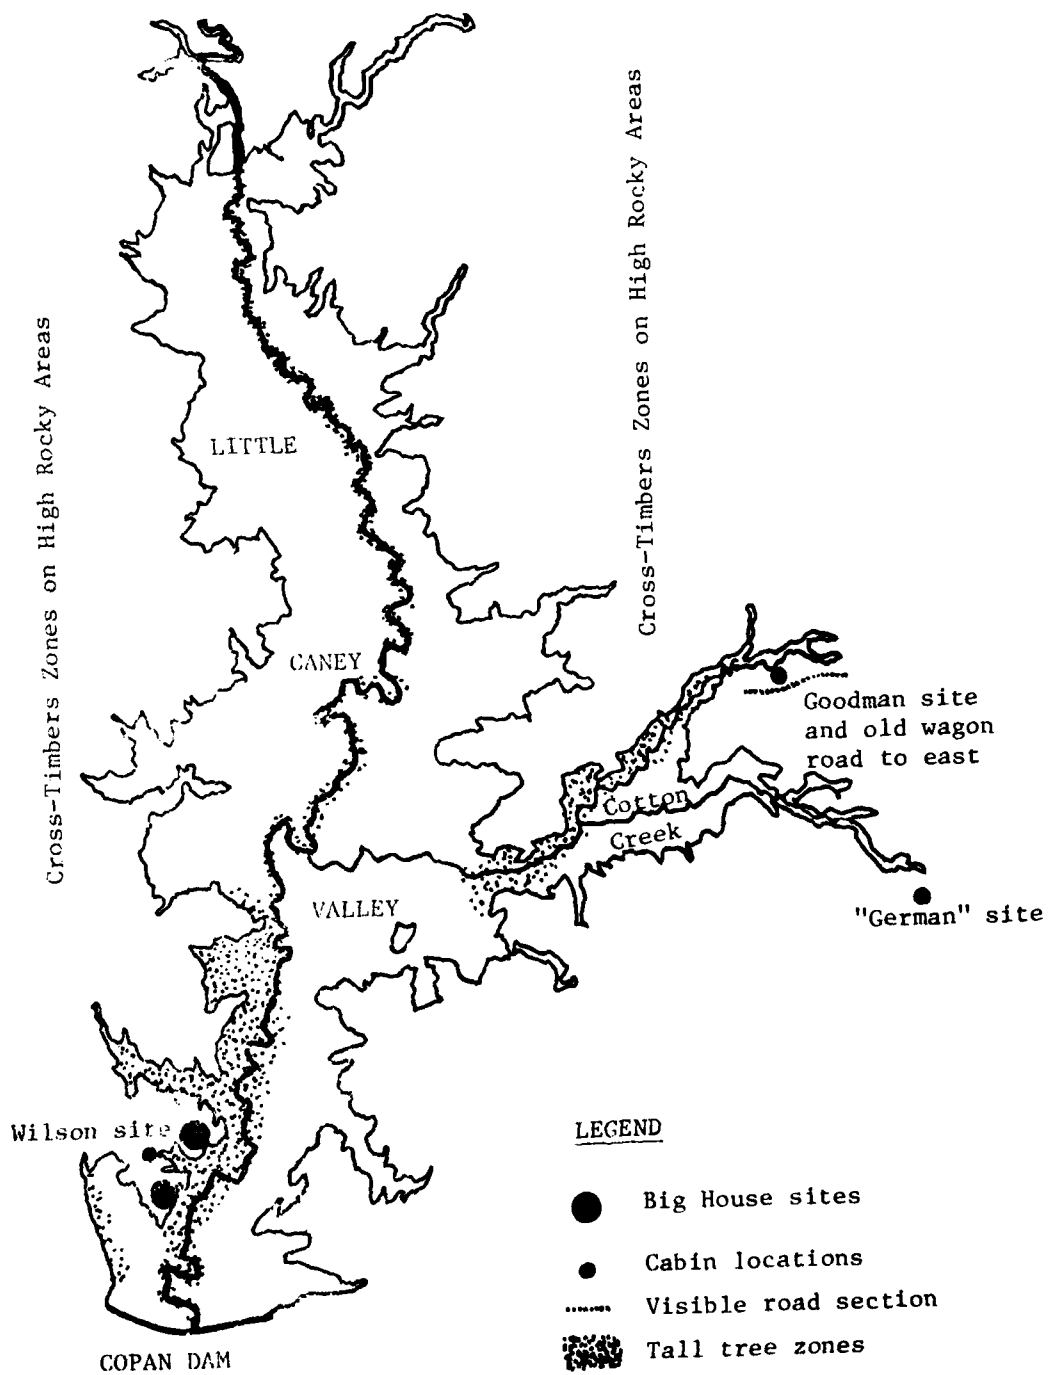 Cross-Timbers Zones on High Rocky Areas
Cross-Timbers Zones on High Rocky Areas
LITTLE
CANEY
Goodman site
and old wagon
road to east
Cotton
Creek
VALLEY
"German" site
Wilson site
LEGEND
Big House sites
Cabin locations
Visible road section
Tall tree zones
COPAN DAM